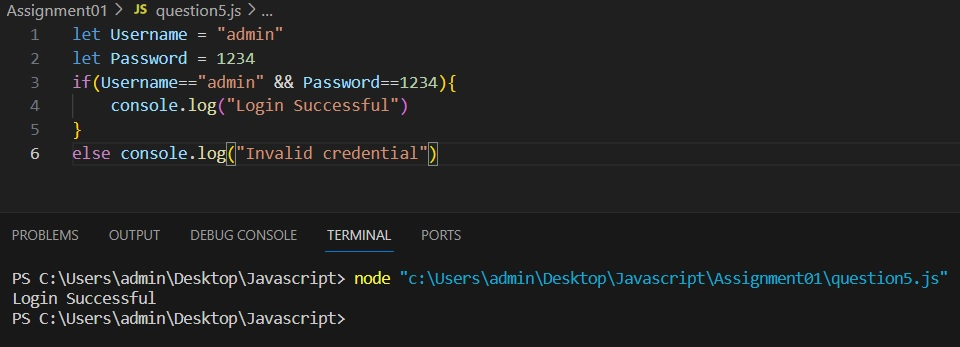 Assignment01 > JS question5.js > ...
1 let Username = "admin"
2 let Password = 1234
3 if(Username=="admin" && Password==1234){
4     console.log("Login Successful")
5 }
6 else console.log("Invalid credential")
PROBLEMS OUTPUT DEBUG CONSOLE TERMINAL PORTS
PS C:\Users\admin\Desktop\Javascript> node "c:\Users\admin\Desktop\Javascript\Assignment01\question5.js"
Login Successful
PS C:\Users\admin\Desktop\Javascript>